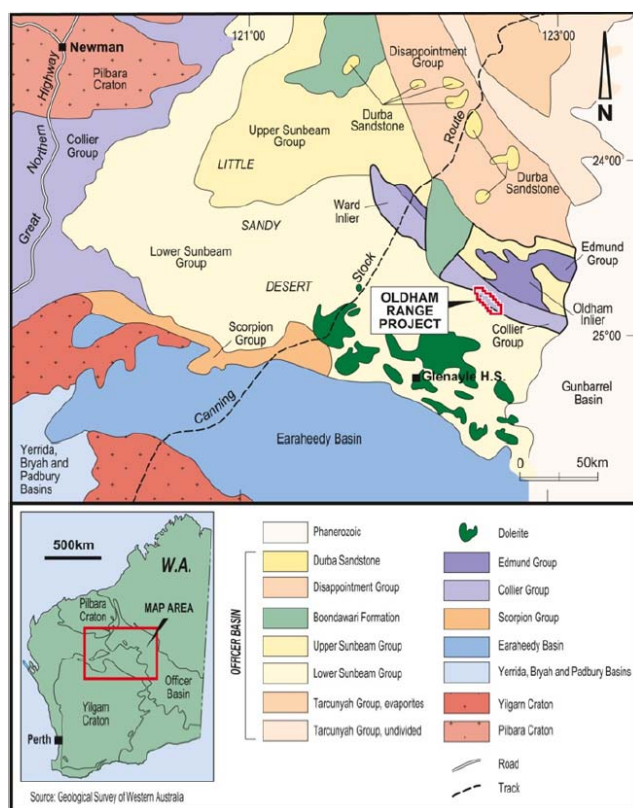 121°00'
123°00'
Newman
Pilbara
Craton
Highway
Northern
Great
Collier
Group
Disappointment
Group
Durba
Sandstone
Upper Sunbeam
Group
Route
N
24°00'
LITTLE
Ward
Inlier
Durba
Sandstone
SANDY
Lower Sunbeam
Group
Stock
Edmund
Group
DESERT
OLDHAM
RANGE
PROJECT
Oldham
Inlier
Scorpion
Group
Collier
Group
25°00'
Glenayle H.S.
Gunbarrel
Basin
Canning
Earaheedy Basin
Yerrida,
Bryah and
Padbury
Basins
0 50km
500km
W.A.
Pilbara
Craton
MAP AREA
Officer
Basin
Yilgarn
Craton
Perth
Source: Geological Survey of Western Australia
OFFICER BASIN
Phanerozoic
Durba Sandstone
Disappointment Group
Boondawari Formation
Upper Sunbeam Group
Lower Sunbeam Group
Tarcunyah Group, evaporites
Tarcunyah Group, undivided
Dolerite
Edmund Group
Collier Group
Scorpion Group
Earaheedy Basin
Yerrida, Bryah and Padbury Basins
Yilgarn Craton
Pilbara Craton
Road
Track